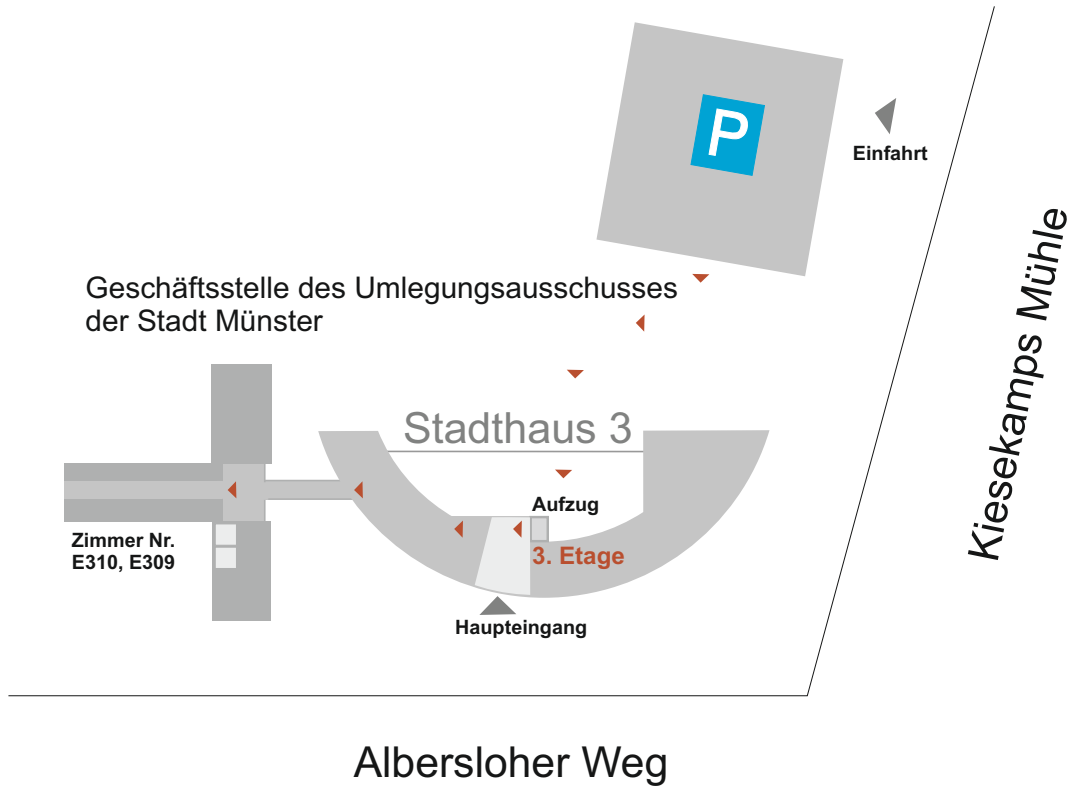 P
Einfahrt
Kiesekamps Mühle
Geschäftsstelle des Umlegungsausschusses
der Stadt Münster
Stadthaus 3
Aufzug
3. Etage
Zimmer Nr.
E310, E309
Haupteingang
Albersloher Weg